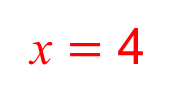 x = 4